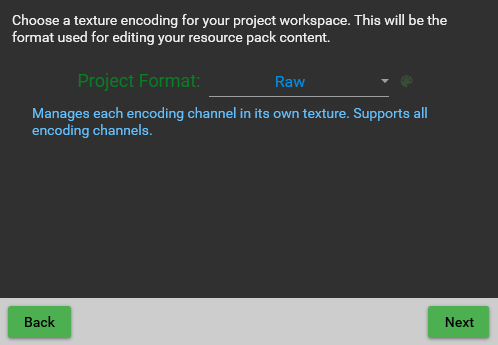 Choose a texture encoding for your project workspace. This will be the
format used for editing your resource pack content.
Project Format: Raw
Manages each encoding channel in its own texture. Supports all
encoding channels.
Back Next